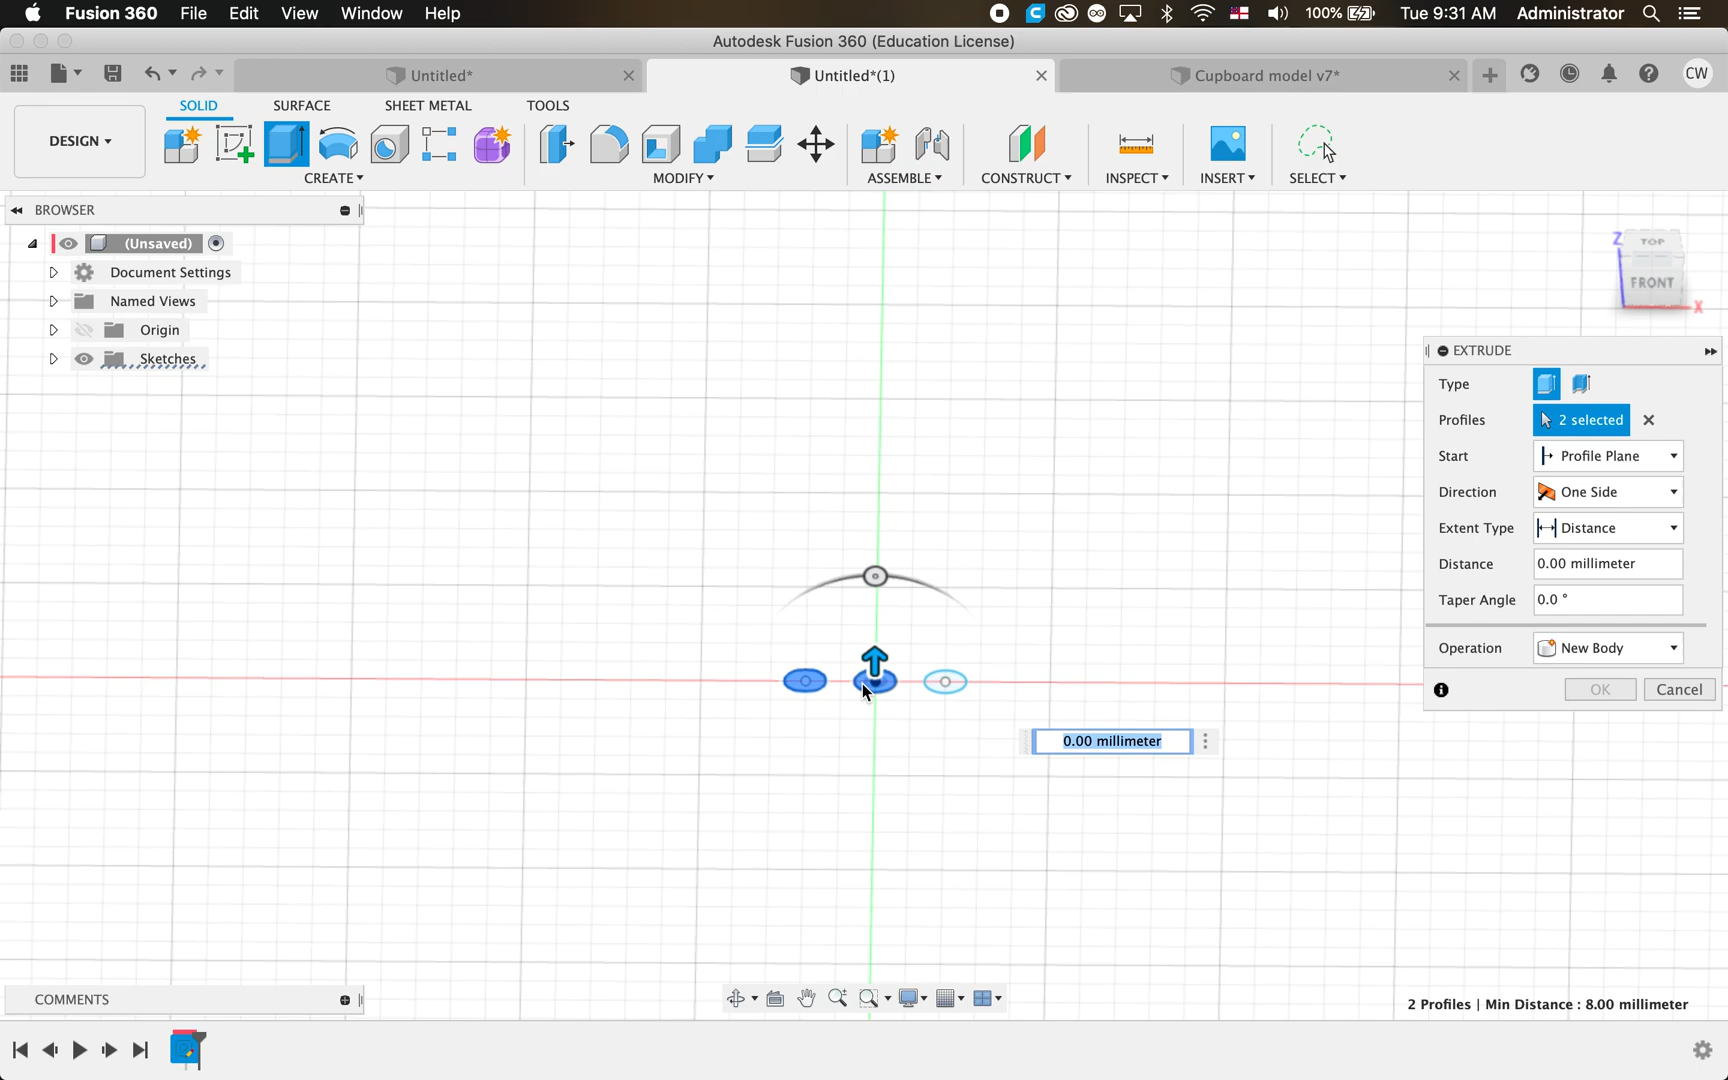 Fusion 360 File Edit View Window Help 100% Tue 9:31 AM Administrator
Autodesk Fusion 360 (Education License)
Untitled* Untitled*(1) Cupboard model v7* CW
SOLID SURFACE SHEET METAL TOOLS
DESIGN
CREATE MODIFY ASSEMBLE CONSTRUCT INSPECT INSERT SELECT
BROWSER
(Unsaved)
Document Settings
Named Views
Origin
Sketches
Z TOP
FRONT
X
EXTRUDE
Type
Profiles 2 selected
Start Profile Plane
Direction One Side
Extent Type Distance
Distance 0.00 millimeter
Taper Angle 0.0 °
Operation New Body
OK Cancel
0.00 millimeter
COMMENTS
2 Profiles | Min Distance : 8.00 millimeter